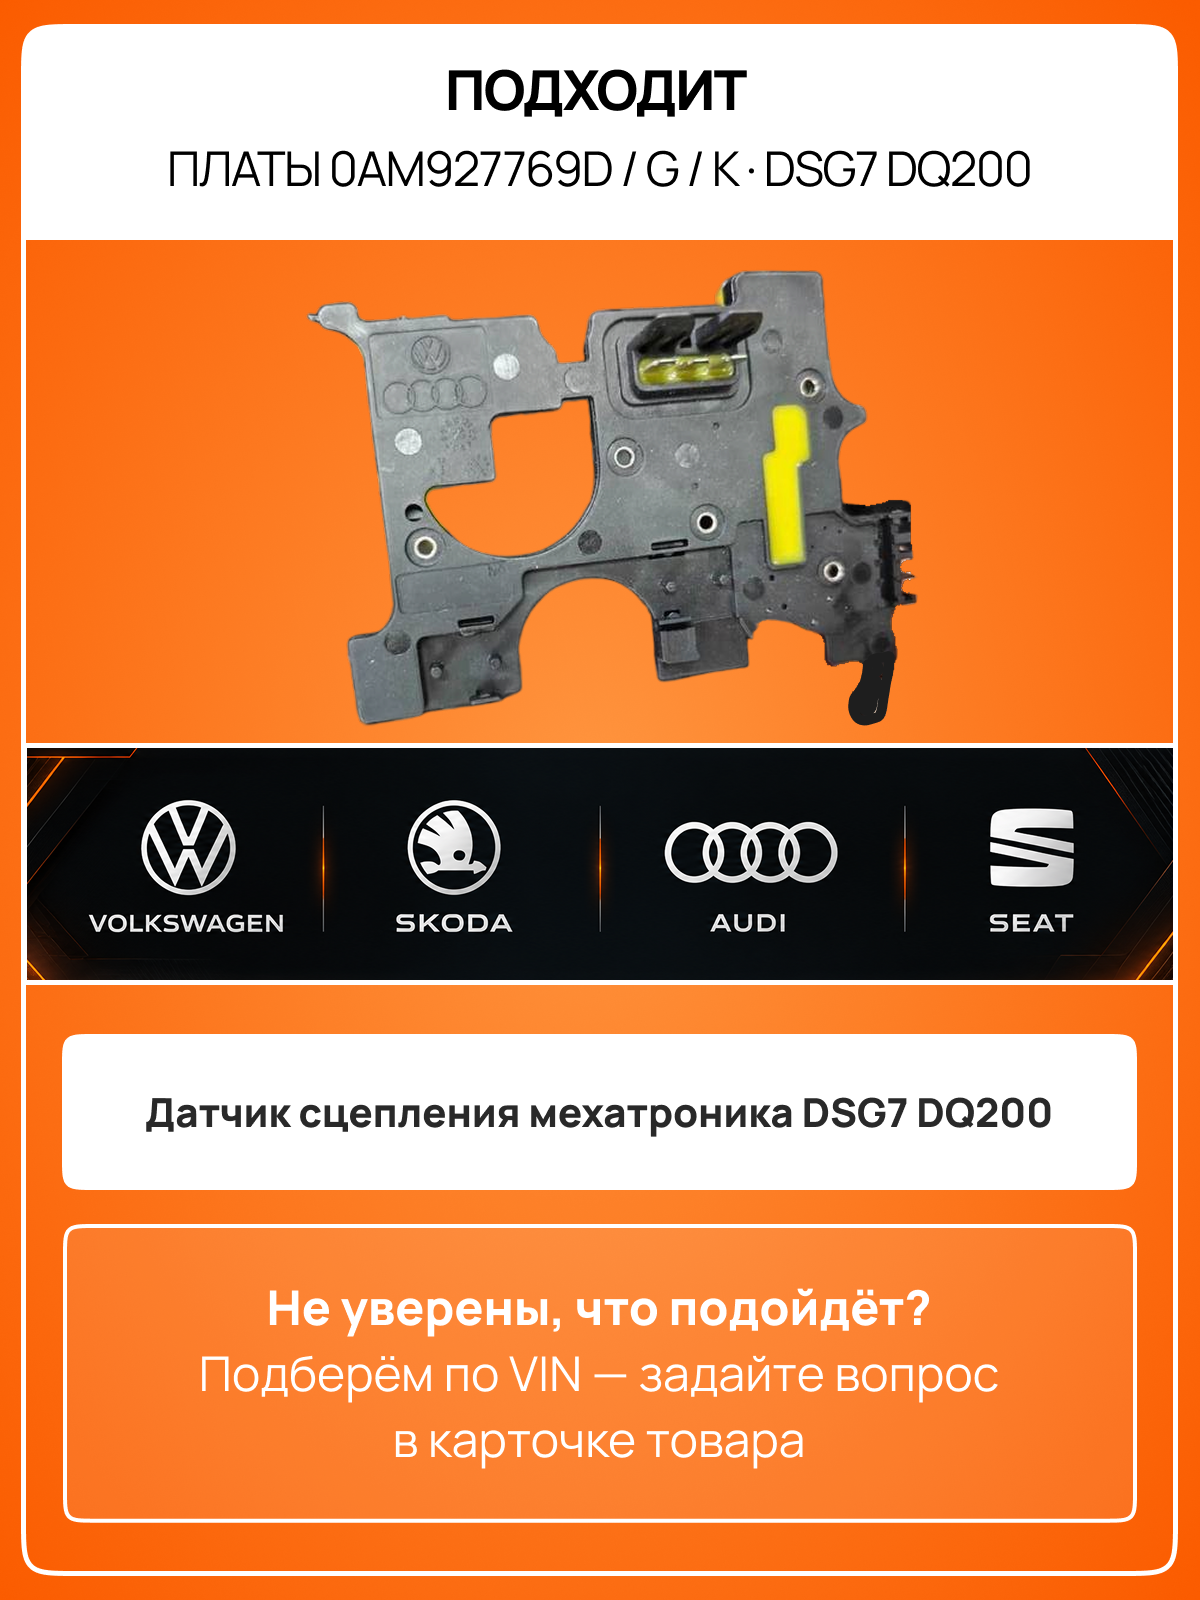 ПОДХОДИТ
ПЛАТЫ 0AM927769D / G / K · DSG7 DQ200
VOLKSWAGEN
SKODA
AUDI
SEAT
Датчик сцепления мехатроника DSG7 DQ200
Не уверены, что подойдёт?
Подберём по VIN — задайте вопрос
в карточке товара